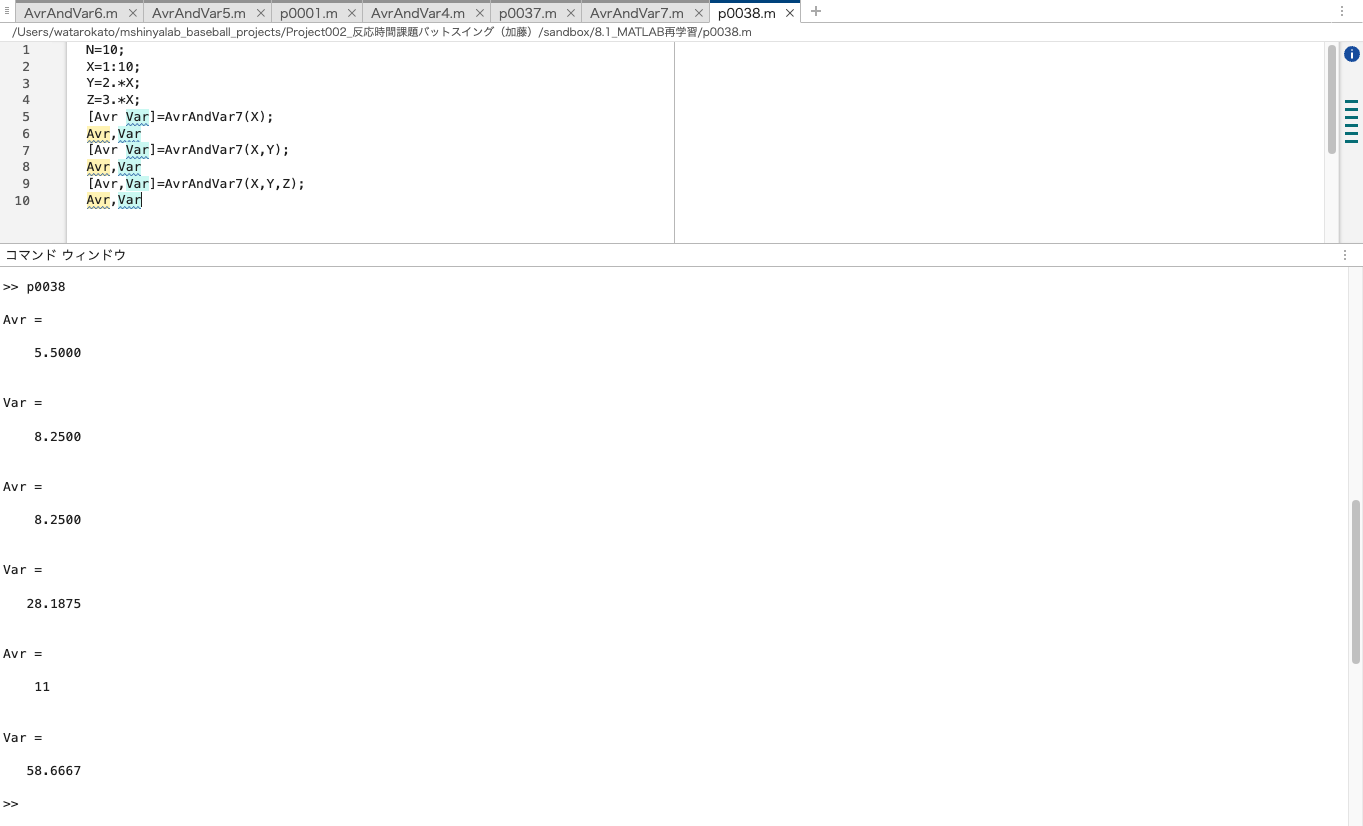 AvrAndVar6.m × AvrAndVar5.m × p0001.m × AvrAndVar4.m × p0037.m × AvrAndVar7.m × p0038.m × +
/Users/watarokato/mshinyalab_baseball_projects/Project002_反応時間課題バットスイング（加藤）/sandbox/8.1_MATLAB再学習/p0038.m
1 N=10;
2 X=1:10;
3 Y=2.*X;
4 Z=3.*X;
5 [Avr Var]=AvrAndVar7(X);
6 Avr,Var
7 [Avr Var]=AvrAndVar7(X,Y);
8 Avr,Var
9 [Avr,Var]=AvrAndVar7(X,Y,Z);
10 Avr,Var
コマンド ウィンドウ
>> p0038
Avr =
5.5000
Var =
8.2500
Avr =
8.2500
Var =
28.1875
Avr =
11
Var =
58.6667
>>